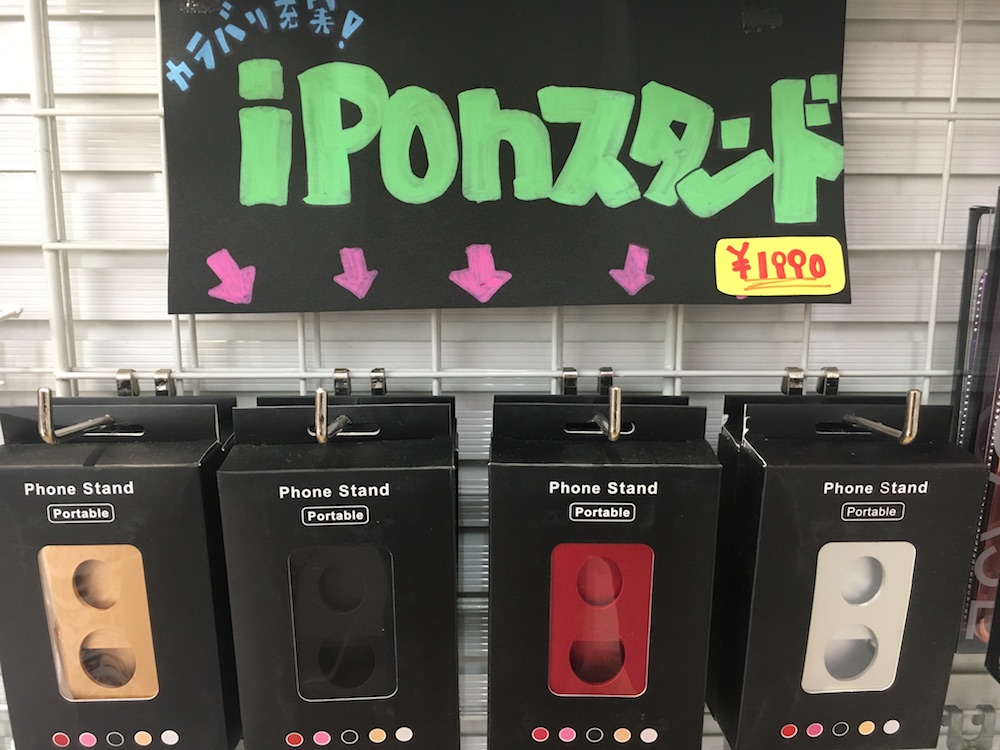 カラバリ充実!
iPonスタンド
¥1990
Phone Stand
Portable
Phone Stand
Portable
Phone Stand
Portable
Phone Stand
Portable